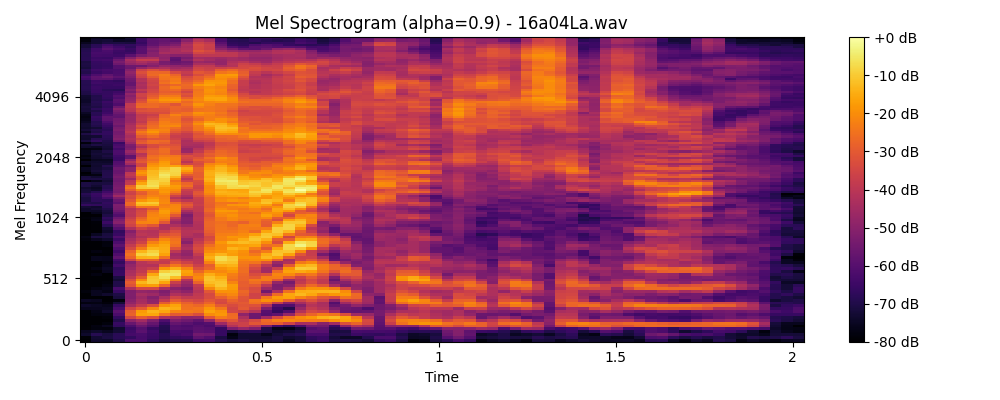 Mel Spectrogram (alpha=0.9) - 16a04La.wav
Mel Frequency
4096
2048
1024
512
0
0
0.5
1
1.5
2
Time
+0 dB
-10 dB
-20 dB
-30 dB
-40 dB
-50 dB
-60 dB
-70 dB
-80 dB